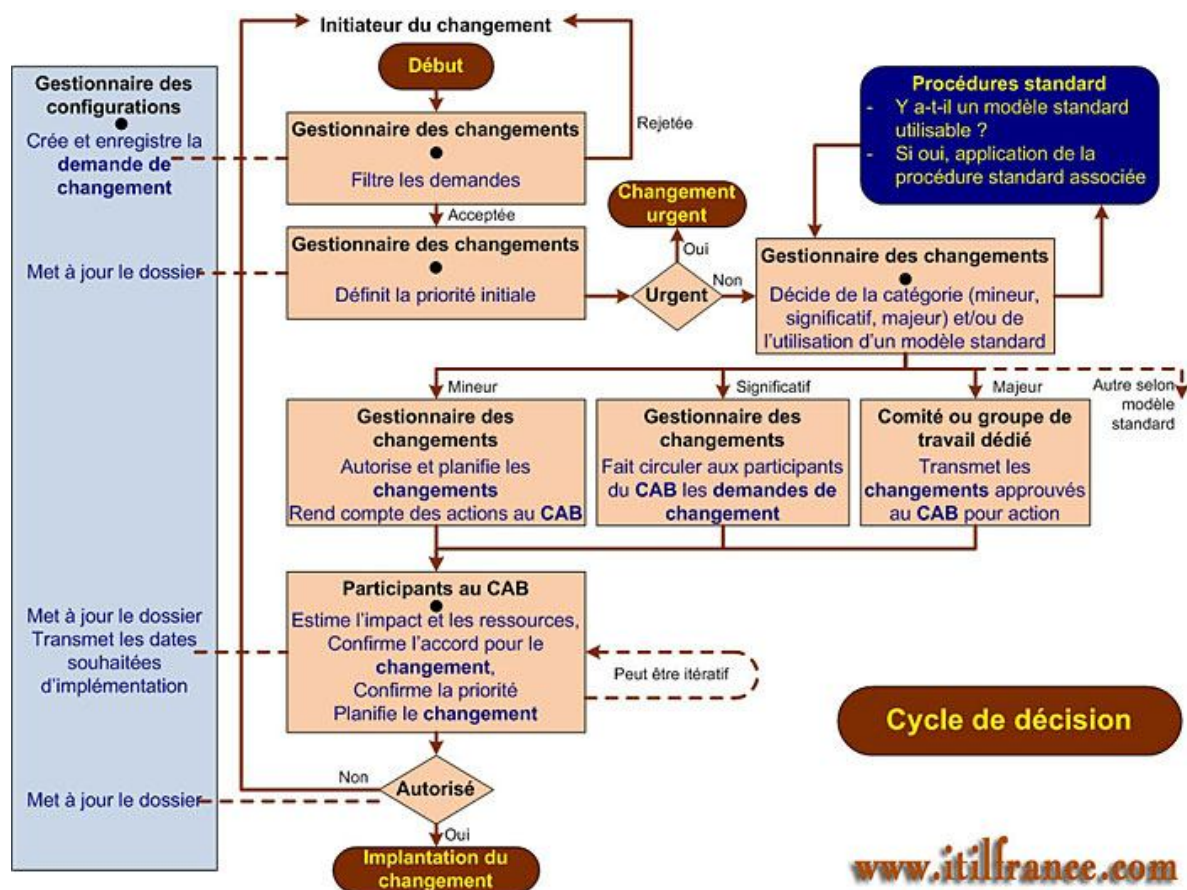 Initiateur du changement
Début
Gestionnaire des
configurations
Crée et enregistre la
demande de
changement
Gestionnaire des changements
Filtre les demandes
Rejetée
Procédures standard
- Y a-t-il un modèle standard
utilisable ?
- Si oui, application de la
procédure standard associée
Acceptée
Changement
urgent
Met à jour le dossier
Gestionnaire des changements
Définit la priorité initiale
Oui
Urgent
Non
Gestionnaire des changements
Décide de la catégorie (mineur,
significatif, majeur) et/ou de
l'utilisation d'un modèle standard
Mineur
Significatif
Majeur
Autre selon
modèle
standard
Gestionnaire des
changements
Autorise et planifie les
changements
Rend compte des actions au CAB
Gestionnaire des
changements
Fait circuler aux participants
du CAB les demandes de
changement
Comité ou groupe de
travail dédié
Transmet les
changements approuvés
au CAB pour action
Met à jour le dossier
Transmet les dates
souhaitées
d'implémentation
Participants au CAB
Estime l'impact et les ressources,
Confirme l'accord pour le
changement,
Confirme la priorité
Planifie le changement
Peut être itératif
Cycle de décision
Non
Autorisé
Met à jour le dossier
Oui
Implantation du
changement
www.itilfrance.com